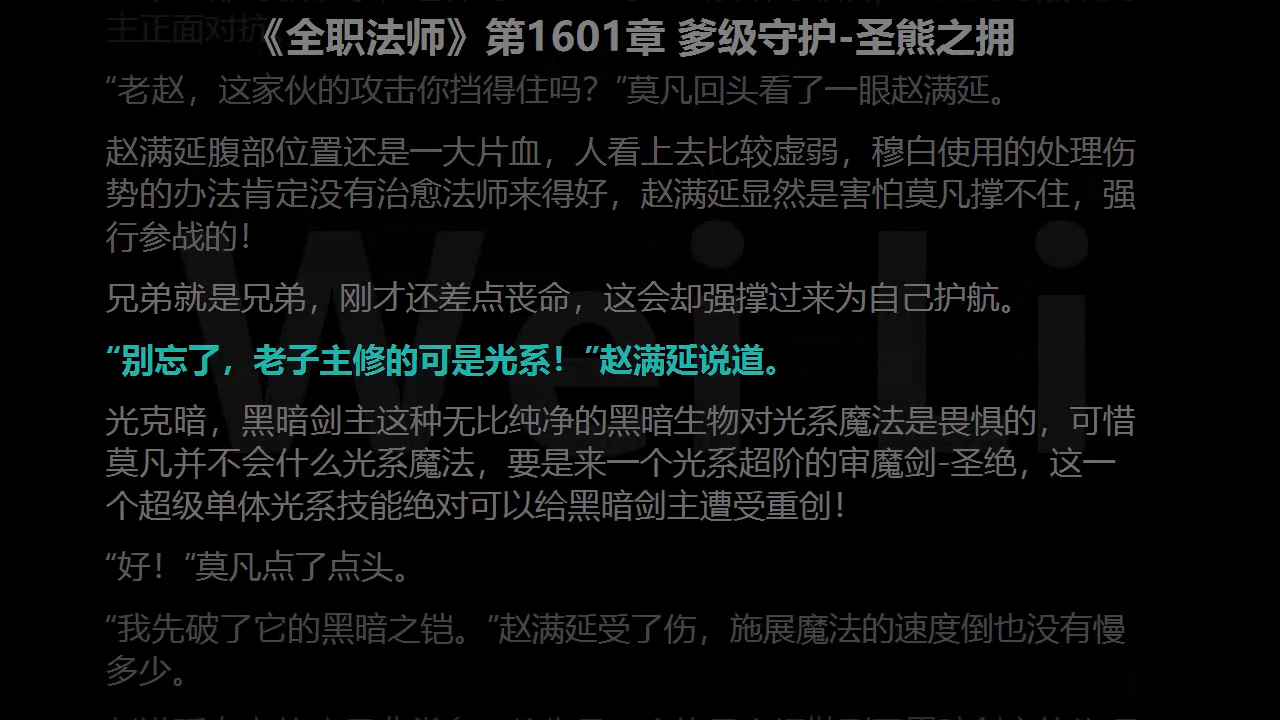 主正面对抗
《全职法师》第1601章 爹级守护-圣熊之拥
“老赵，这家伙的攻击你挡得住吗？”莫凡回头看了一眼赵满延。
赵满延腹部位置还是一大片血，人看上去比较虚弱，穆白使用的处理伤
势的办法肯定没有治愈法师来得好，赵满延显然是害怕莫凡撑不住，强
行参战的！
兄弟就是兄弟，刚才还差点丧命，这会却强撑过来为自己护航。
“别忘了，老子主修的可是光系！”赵满延说道。
光克暗，黑暗剑主这种无比纯净的黑暗生物对光系魔法是畏惧的，可惜
莫凡并不会什么光系魔法，要是来一个光系超阶的审魔剑-圣绝，这一
个超级单体光系技能绝对可以给黑暗剑主遭受重创！
“好！”莫凡点了点头。
“我先破了它的黑暗之铠。”赵满延受了伤，施展魔法的速度倒也没有慢
多少。
Wei Li